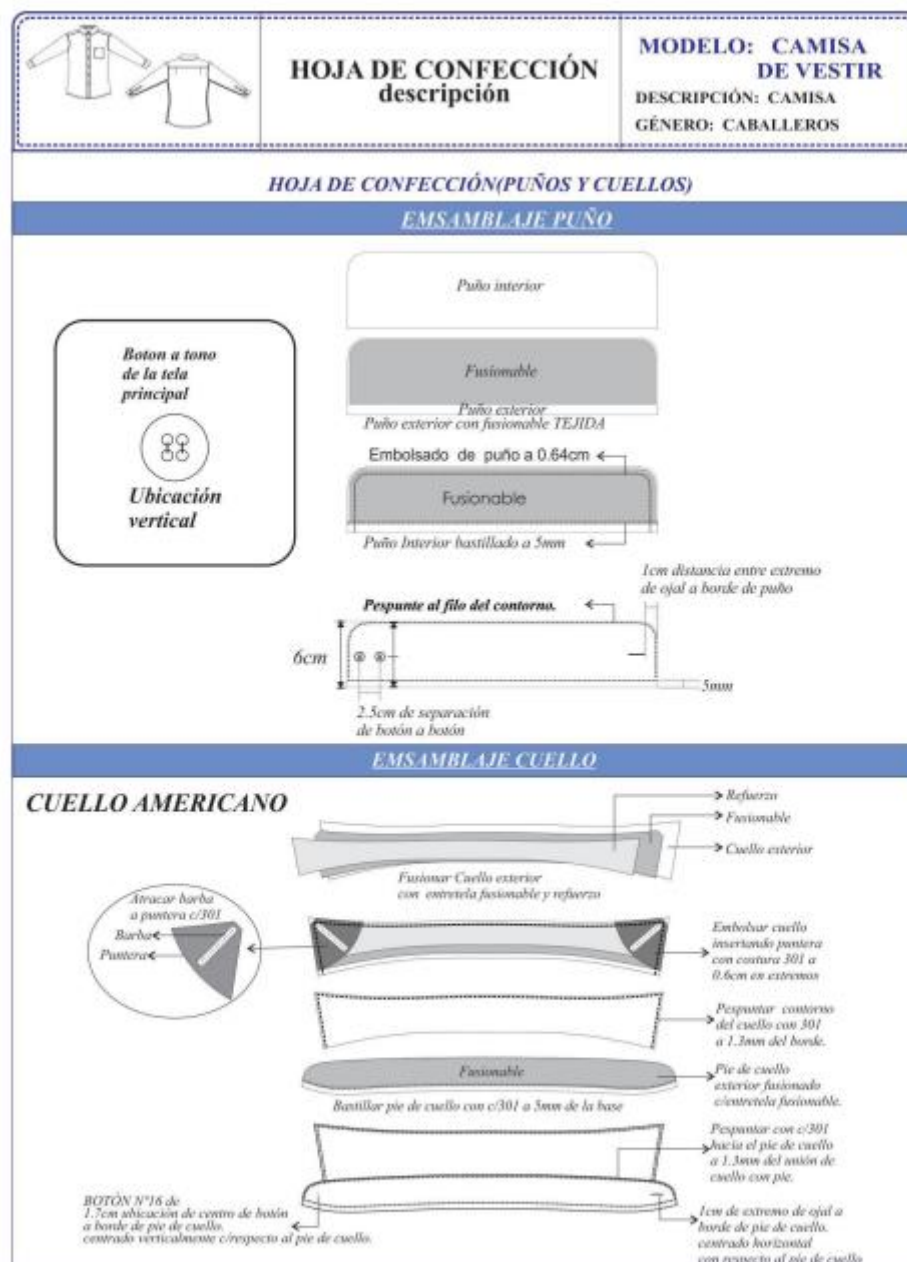 HOJA DE CONFECCIÓN
descripción
MODELO: CAMISA
DE VESTIR
DESCRIPCIÓN: CAMISA
GÉNERO: CABALLEROS
HOJA DE CONFECCIÓN(PUÑOS Y CUELLOS)
EMSAMBLAJE PUÑO
Puño interior
Boton a tono
de la tela
principal
Ubicación
vertical
Fusionable
Puño exterior
Puño exterior con fusionable TEJIDA
Embolsado de puño a 0.64cm
Fusionable
Puño Interior bastillado a 5mm
1cm distancia entre extremo
de ojal a borde de puño
Pespunte al filo del contorno.
6cm
5mm
2.5cm de separación
de botón a botón
EMSAMBLAJE CUELLO
CUELLO AMERICANO
Refuerzo
Fusionable
Cuello exterior
Fusionar Cuello exterior
con entretela fusionable y refuerzo
Atracar barba
a puntera c/301
Barba
Puntera
Embolsar cuello
insertando puntera
con costura 301 a
0.6cm en extremos
Pespuntar contorno
del cuello con 301
a 1.3mm del borde.
Fusionable
Pie de cuello
exterior fusionado
c/entretela fusionable.
Bastillar pie de cuello con c/301 a 5mm de la base
Pespuntar con c/301
hacia el pie de cuello
a 1.3mm del unión de
cuello con pie.
BOTÓN N°16 de
1.7cm ubicación de centro de botón
a borde de pie de cuello.
centrado verticalmente c/respecto al pie de cuello.
1cm de extremo de ojal a
borde de pie de cuello.
centrado horizontal
con respecto al pie de cuello